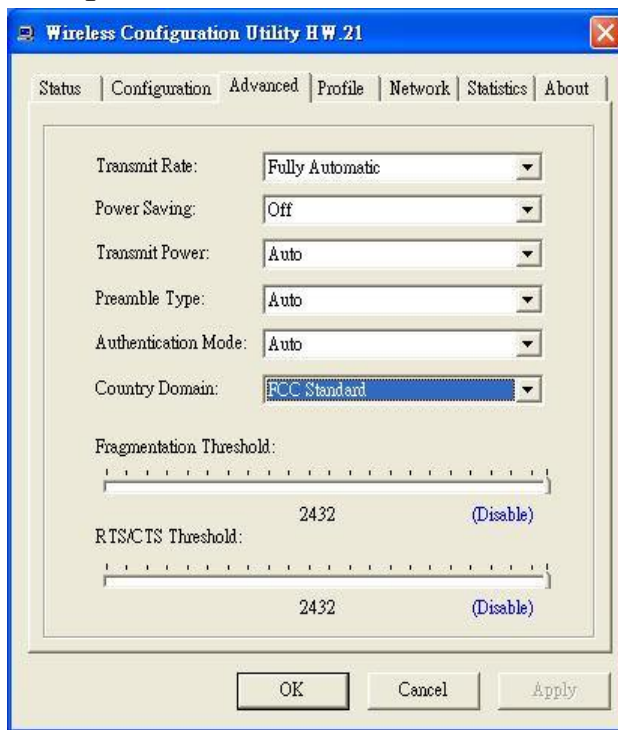 Wireless Configuration Utility HW.21
Status Configuration Advanced Profile Network Statistics About
Transmit Rate: Fully Automatic
Power Saving: Off
Transmit Power: Auto
Preamble Type: Auto
Authentication Mode: Auto
Country Domain: FCC Standard
Fragmentation Threshold:
2432 (Disable)
RTS/CTS Threshold:
2432 (Disable)
OK Cancel Apply